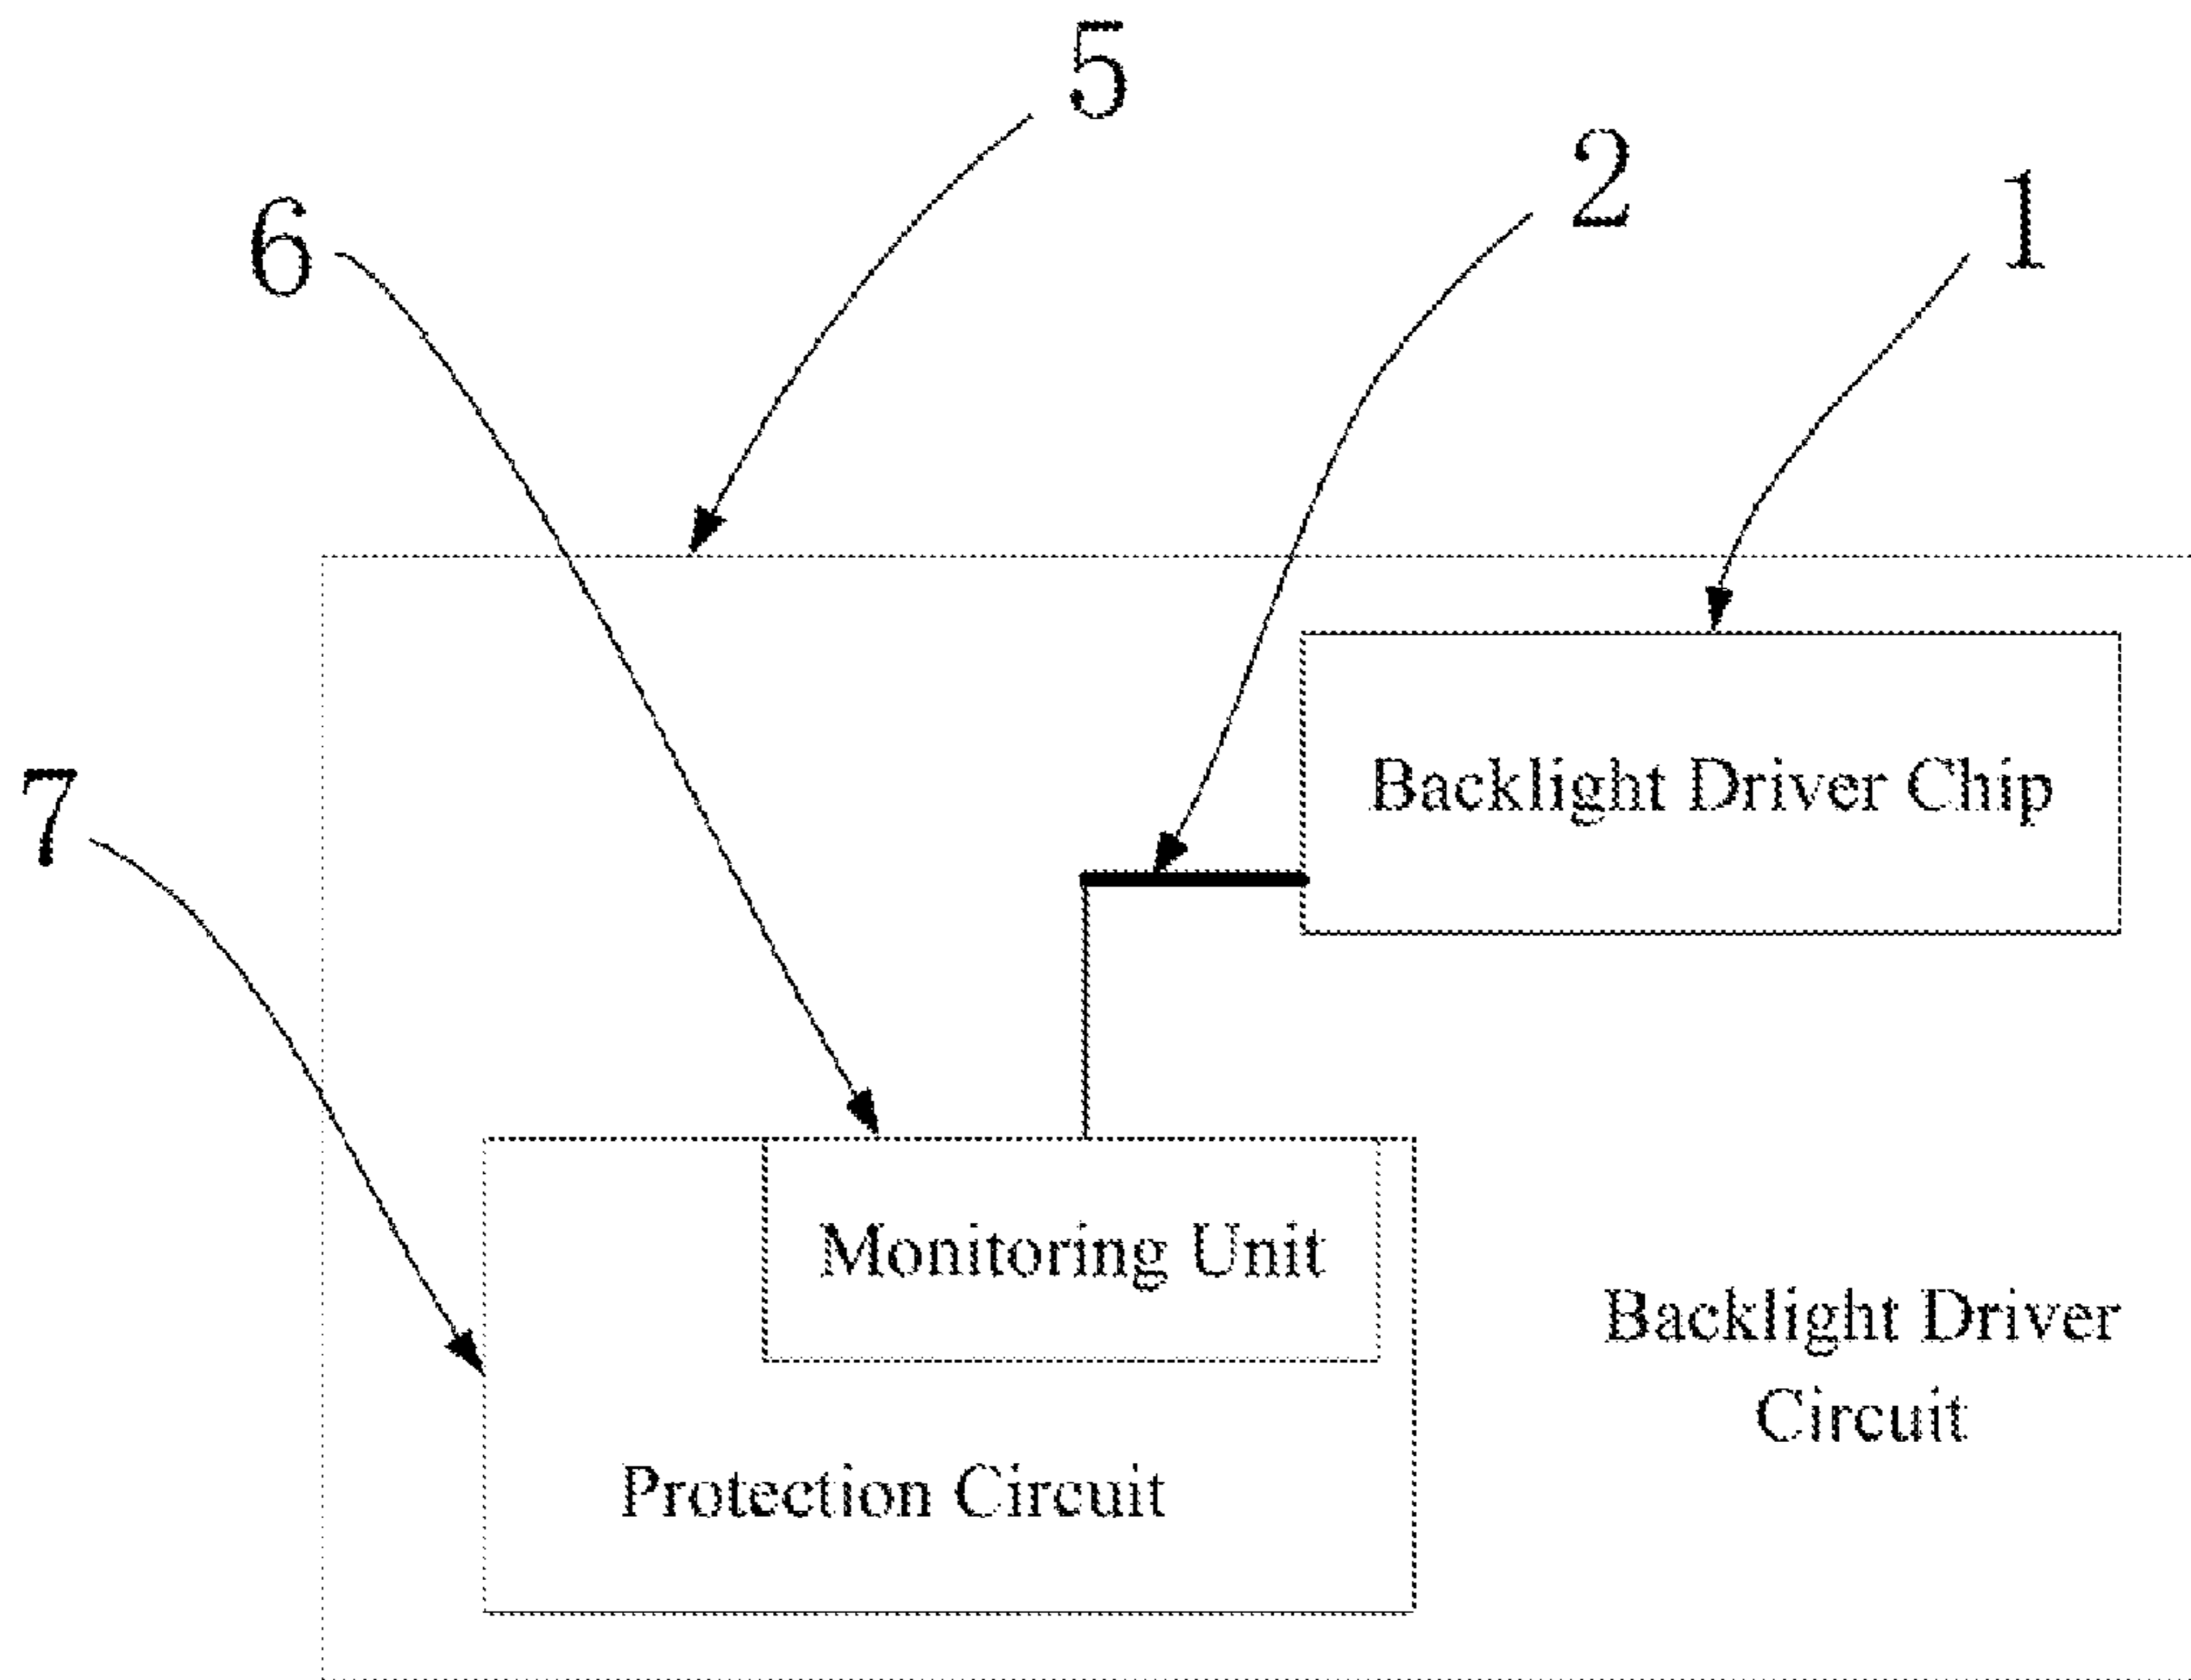 5
2
1
6
7
Backlight Driver Chip
Monitoring Unit
Backlight Driver
Circuit
Protection Circuit